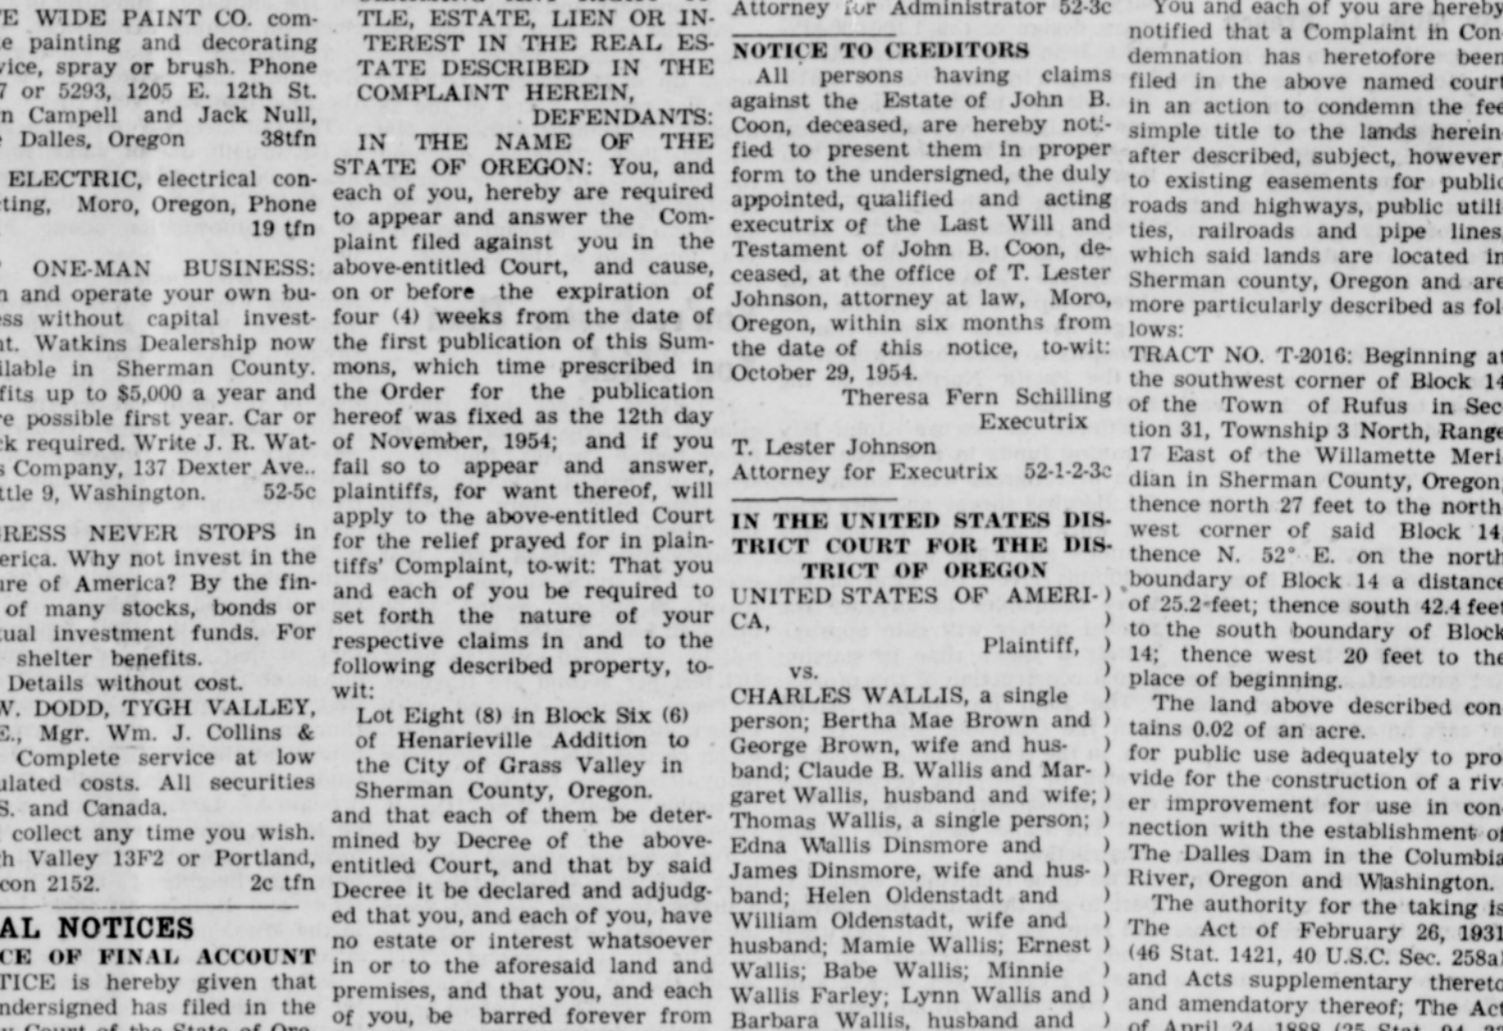 WIDE PAINT CO. com-
painting and decorating
spray or brush. Phone
or 5293, 1205 E. 12th St.
Campell and Jack Null,
Dalles, Oregon 38tfn
ELECTRIC, electrical con-
Moro, Oregon, Phone
19 tfn
ONE-MAN BUSINESS:
and operate your own bu-
without capital invest-
Watkins Dealership now
in Sherman County.
up to $5,000 a year and
possible first year. Car or
required. Write J. R. Wat-
Company, 137 Dexter Ave..
9, Washington. 52-5c
NEVER STOPS in
Why not invest in the
of America? By the fin-
of many stocks, bonds or
investment funds. For
shelter benefits.
Details without cost.
W. DODD, TYGH VALLEY,
Mgr. Wm. J. Collins &
Complete service at low
costs. All securities
and Canada.
collect any time you wish.
Valley 13F2 or Portland,
2152. 2c tfn
NOTICES
OF FINAL ACCOUNT
is hereby given that
has filed in the
Court of the State of Ore-
TLE, ESTATE, LIEN OR IN-
TEREST IN THE REAL ES-
TATE DESCRIBED IN THE
COMPLAINT HEREIN,
DEFENDANTS:
IN THE NAME OF THE
STATE OF OREGON: You, and
each of you, hereby are required
to appear and answer the Com-
plaint filed against you in the
above-entitled Court, and cause,
on or before the expiration of
four (4) weeks from the date of
the first publication of this Sum-
mons, which time prescribed in
the Order for the publication
hereof was fixed as the 12th day
of November, 1954; and if you
fail so to appear and answer,
plaintiffs, for want thereof, will
apply to the above-entitled Court
for the relief prayed for in plain-
tiffs' Complaint, to-wit: That you
and each of you be required to
set forth the nature of your
respective claims in and to the
following described property, to-
wit:
Lot Eight (8) in Block Six (6)
of Henarieville Addition to
the City of Grass Valley in
Sherman County, Oregon.
and that each of them be deter-
mined by Decree of the above-
entitled Court, and that by said
Decree it be declared and adjudg-
ed that you, and each of you, have
no estate or interest whatsoever
in or to the aforesaid land and
premises, and that you, and each
of you, be barred forever from
Attorney for Administrator 52-3c
NOTICE TO CREDITORS
All persons having claims
against the Estate of John B.
Coon, deceased, are hereby noti-
fied to present them in proper
form to the undersigned, the duly
appointed, qualified and acting
executrix of the Last Will and
Testament of John B. Coon, de-
ceased, at the office of T. Lester
Johnson, attorney at law, Moro,
Oregon, within six months from
the date of this notice, to-wit:
October 29, 1954.
Theresa Fern Schilling
Executrix
T. Lester Johnson
Attorney for Executrix 52-1-2-3c
IN THE UNITED STATES DIS-
TRICT COURT FOR THE DIS-
TRICT OF OREGON
UNITED STATES OF AMERI- )
CA, )
Plaintiff,
vs.
CHARLES WALLIS, a single )
person; Bertha Mae Brown and )
George Brown, wife and hus- )
band; Claude B. Wallis and Mar- )
garet Wallis, husband and wife; )
Thomas Wallis, a single person; )
Edna Wallis Dinsmore and )
James Dinsmore, wife and hus- )
band; Helen Oldenstadt and )
William Oldenstadt, wife and )
husband; Mamie Wallis; Ernest )
Wallis; Babe Wallis; Minnie )
Wallis Farley; Lynn Wallis and )
Barbara Wallis, husband and )
You and each of you are hereby
notified that a Complaint in Con
demnation has heretofore been
filed in the above named court
in an action to condemn the fee
simple title to the lands herein-
after described, subject, however
to existing easements for public
roads and highways, public utili
ties, railroads and pipe lines,
which said lands are located in
Sherman county, Oregon and are
more particularly described as fol
lows:
TRACT NO. T-2016: Beginning at
the southwest corner of Block 14
of the Town of Rufus in Sec
tion 31, Township 3 North, Range
17 East of the Willamette Meri
dian in Sherman County, Oregon;
thence north 27 feet to the north-
west corner of said Block 14;
thence N. 52° E. on the north
boundary of Block 14 a distance
of 25.2 feet; thence south 42.4 feet
to the south boundary of Block
14; thence west 20 feet to the
place of beginning.
The land above described con
tains 0.02 of an acre.
for public use adequately to pro
vide for the construction of a riv
er improvement for use in con
nection with the establishment of
The Dalles Dam in the Columbia
River, Oregon and Washington.
The authority for the taking is
The Act of February 26, 1931
(46 Stat. 1421, 40 U.S.C. Sec. 258a)
and Acts supplementary thereto
and amendatory thereof; The Act
of April 24, 1888 (25 Stat.